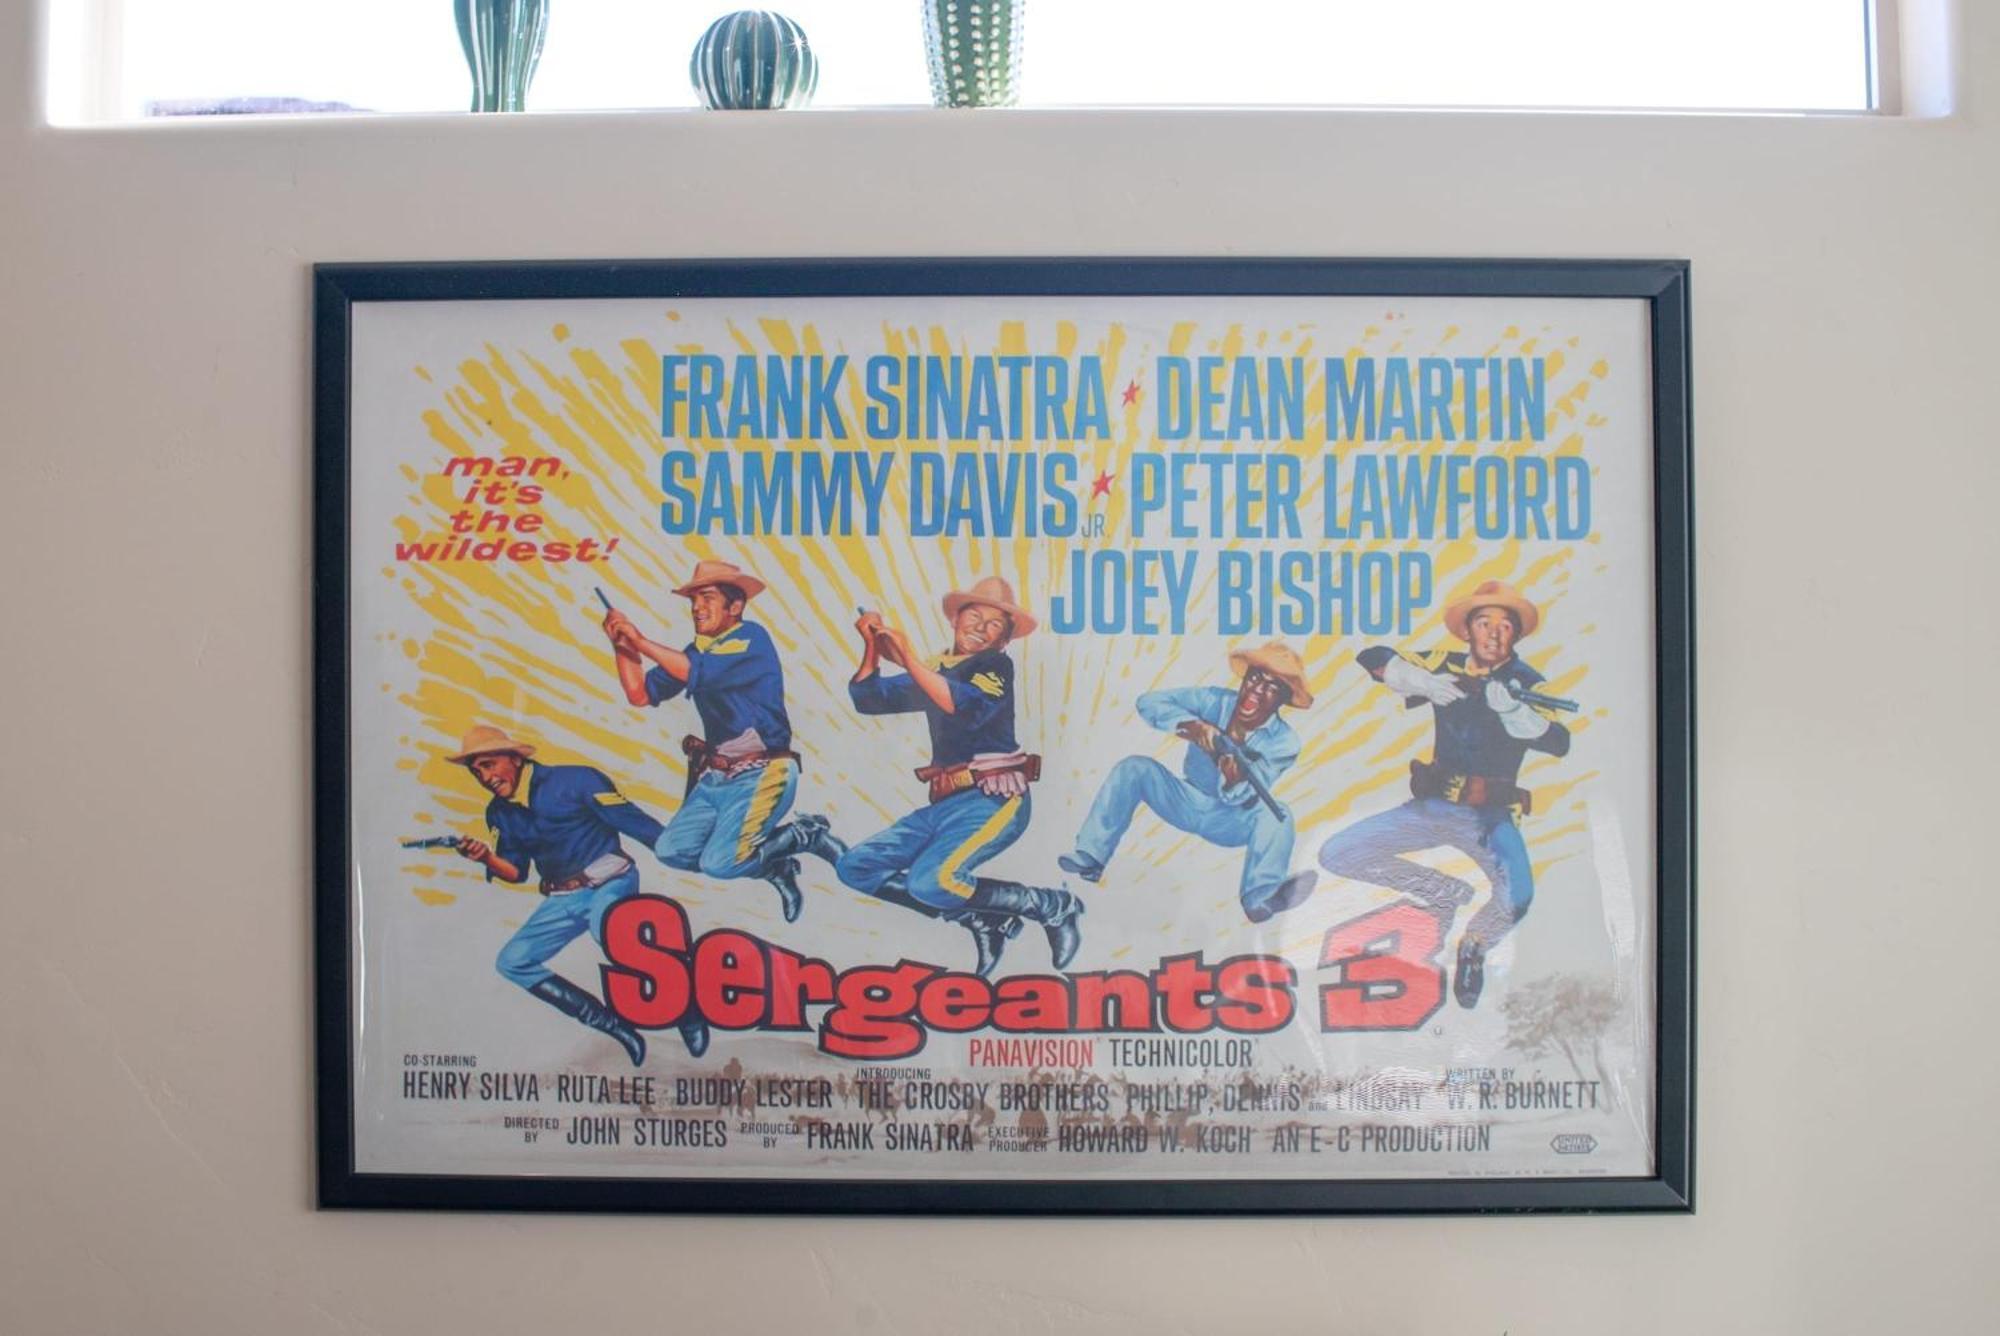 FRANK SINATRA ★ DEAN MARTIN
SAMMY DAVIS JR. ★ PETER LAWFORD
JOEY BISHOP
man,
it's
the
wildest!
Sergeants 3
PANAVISION TECHNICOLOR
CO-STARRING
HENRY SILVA RUTA LEE BUDDY LESTER INTRODUCING THE CROSBY BROTHERS PHILLIP, DENNIS and LINDSAY WRITTEN BY W. R. BURNETT
DIRECTED BY JOHN STURGES PRODUCED BY FRANK SINATRA EXECUTIVE PRODUCER HOWARD W. KOCH AN E-C PRODUCTION
UNITED ARTISTS